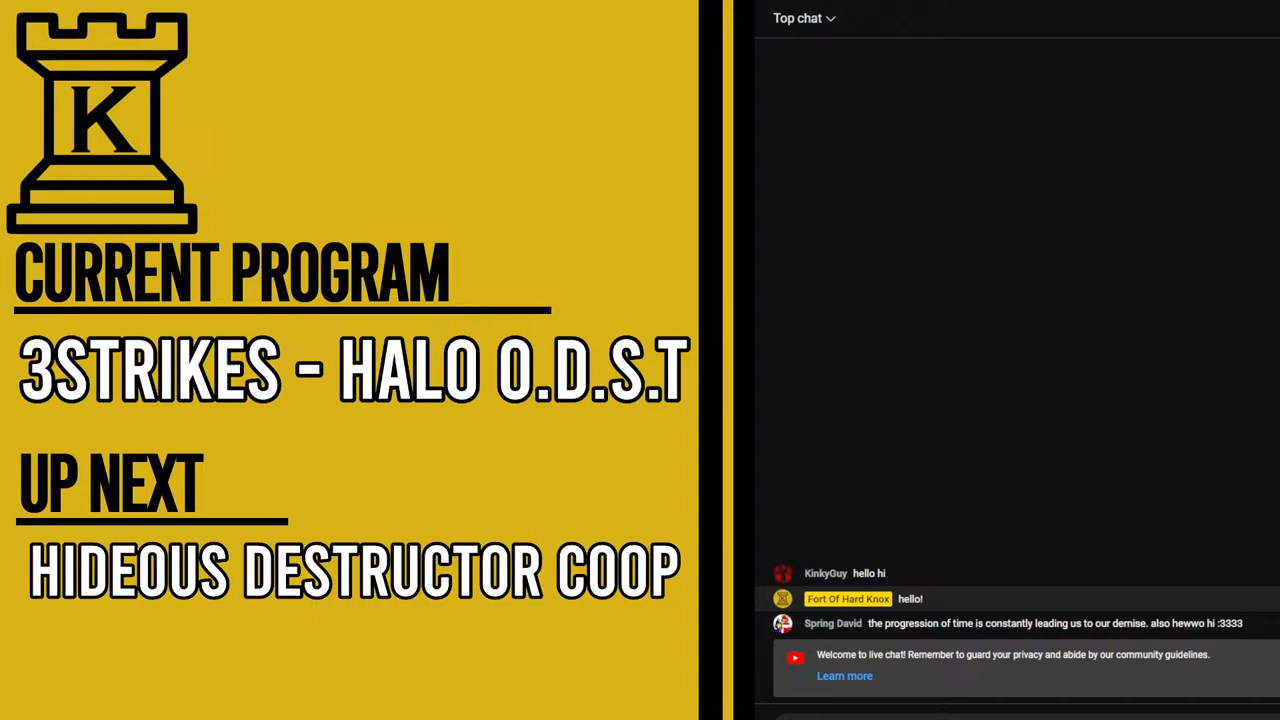 K
CURRENT PROGRAM
3STRIKES - HALO O.D.S.T
UP NEXT
HIDEOUS DESTRUCTOR COOP
Top chat
KinkyGuy hello hi
Fort Of Hard Knox hello!
Spring David the progression of time is constantly leading us to our demise. also hewwo hi :3333
Welcome to live chat! Remember to guard your privacy and abide by our community guidelines.
Learn more